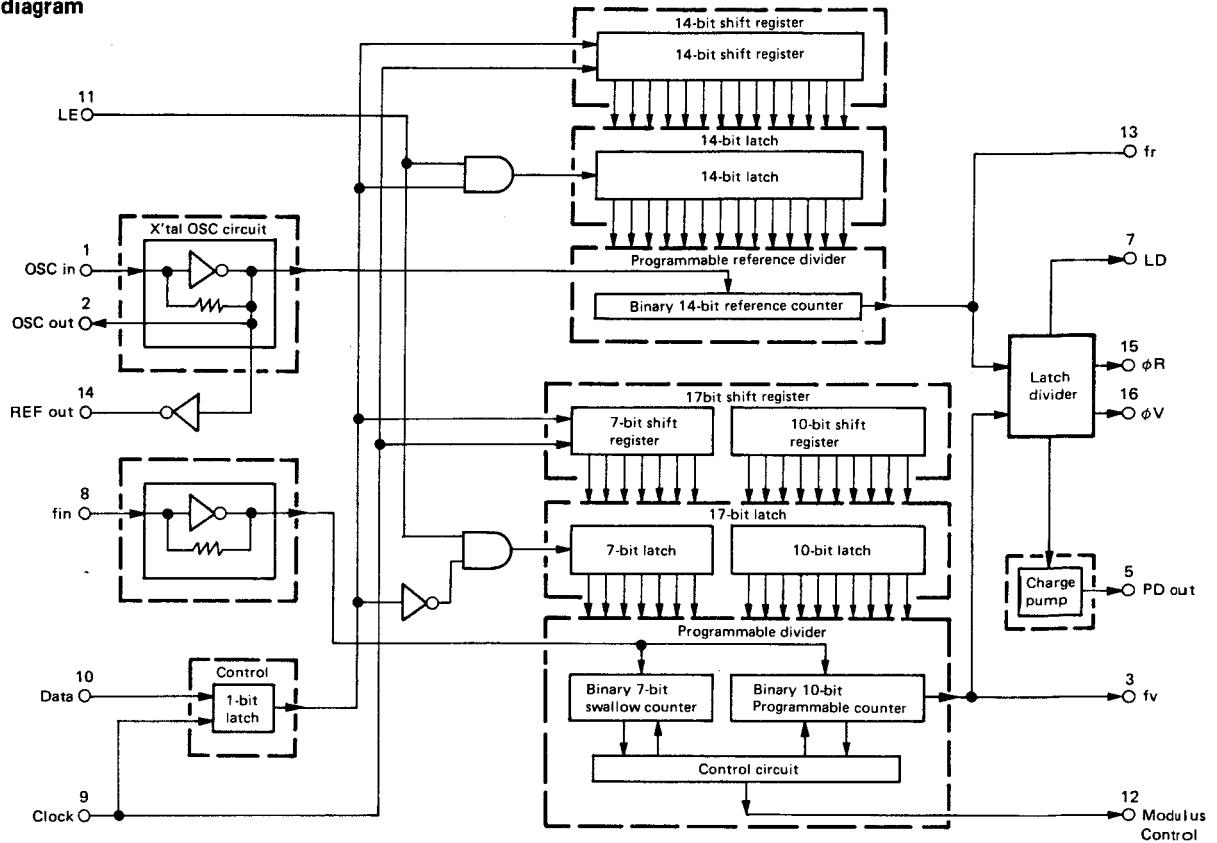 diagram
14-bit shift register
14-bit shift register
11
LE
14-bit latch
14-bit latch
13
fr
X'tal OSC circuit
1
OSC in
2
OSC out
Programmable reference divider
Binary 14-bit reference counter
7
LD
14
REF out
Latch
divider
15
φR
16
φV
17bit shift register
7-bit shift
register
10-bit shift
register
8
fin
17-bit latch
7-bit latch
10-bit latch
Charge
pump
5
PD out
Programmable divider
Control
10
Data
1-bit
latch
Binary 7-bit
swallow counter
Binary 10-bit
Programmable counter
3
fv
Control circuit
9
Clock
12
Modulus
Control